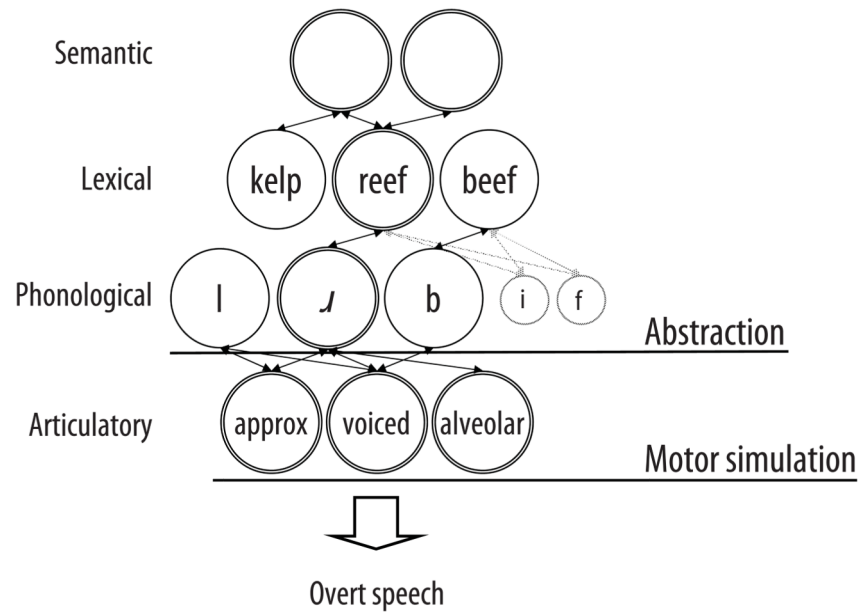 Semantic
Lexical kelp reef beef
Phonological l ɹ b i f
Abstraction
Articulatory approx voiced alveolar
Motor simulation
Overt speech